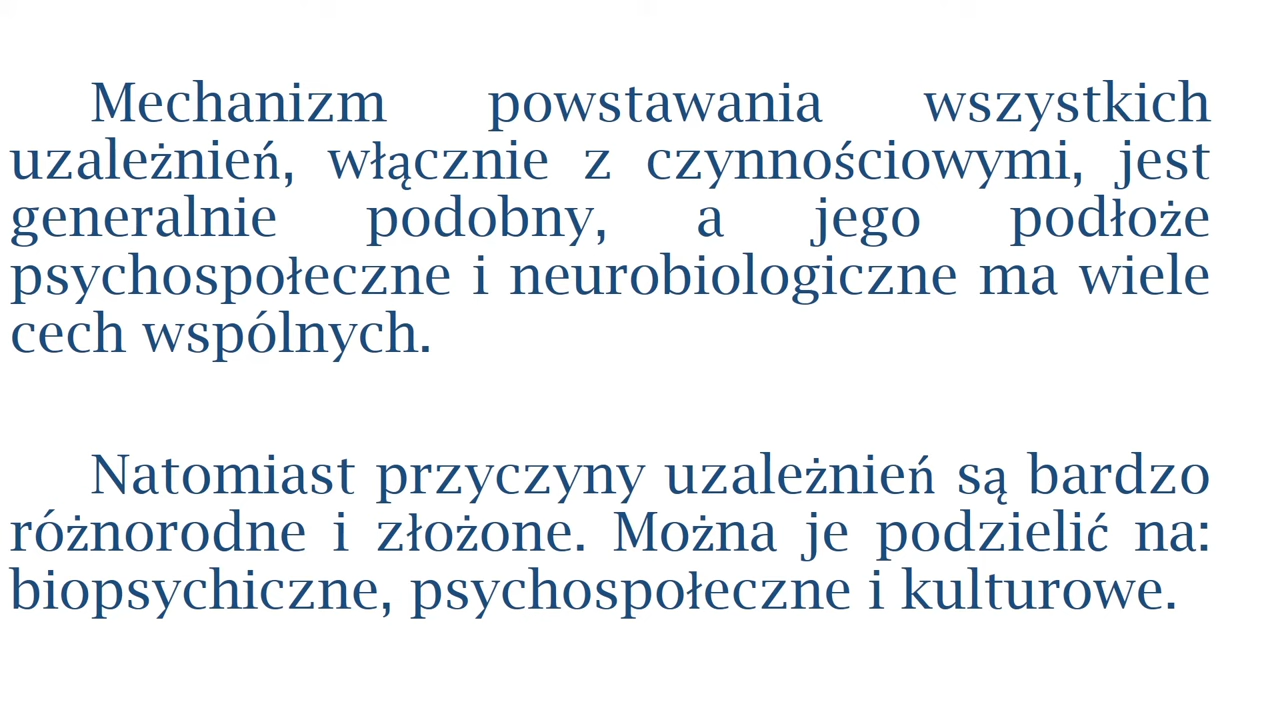 Mechanizm powstawania wszystkich
uzależnień, włącznie z czynnościowymi, jest
generalnie podobny, a jego podłoże
psychospołeczne i neurobiologiczne ma wiele
cech wspólnych.
Natomiast przyczyny uzależnień są bardzo
różnorodne i złożone. Można je podzielić na:
biopsychiczne, psychospołeczne i kulturowe.